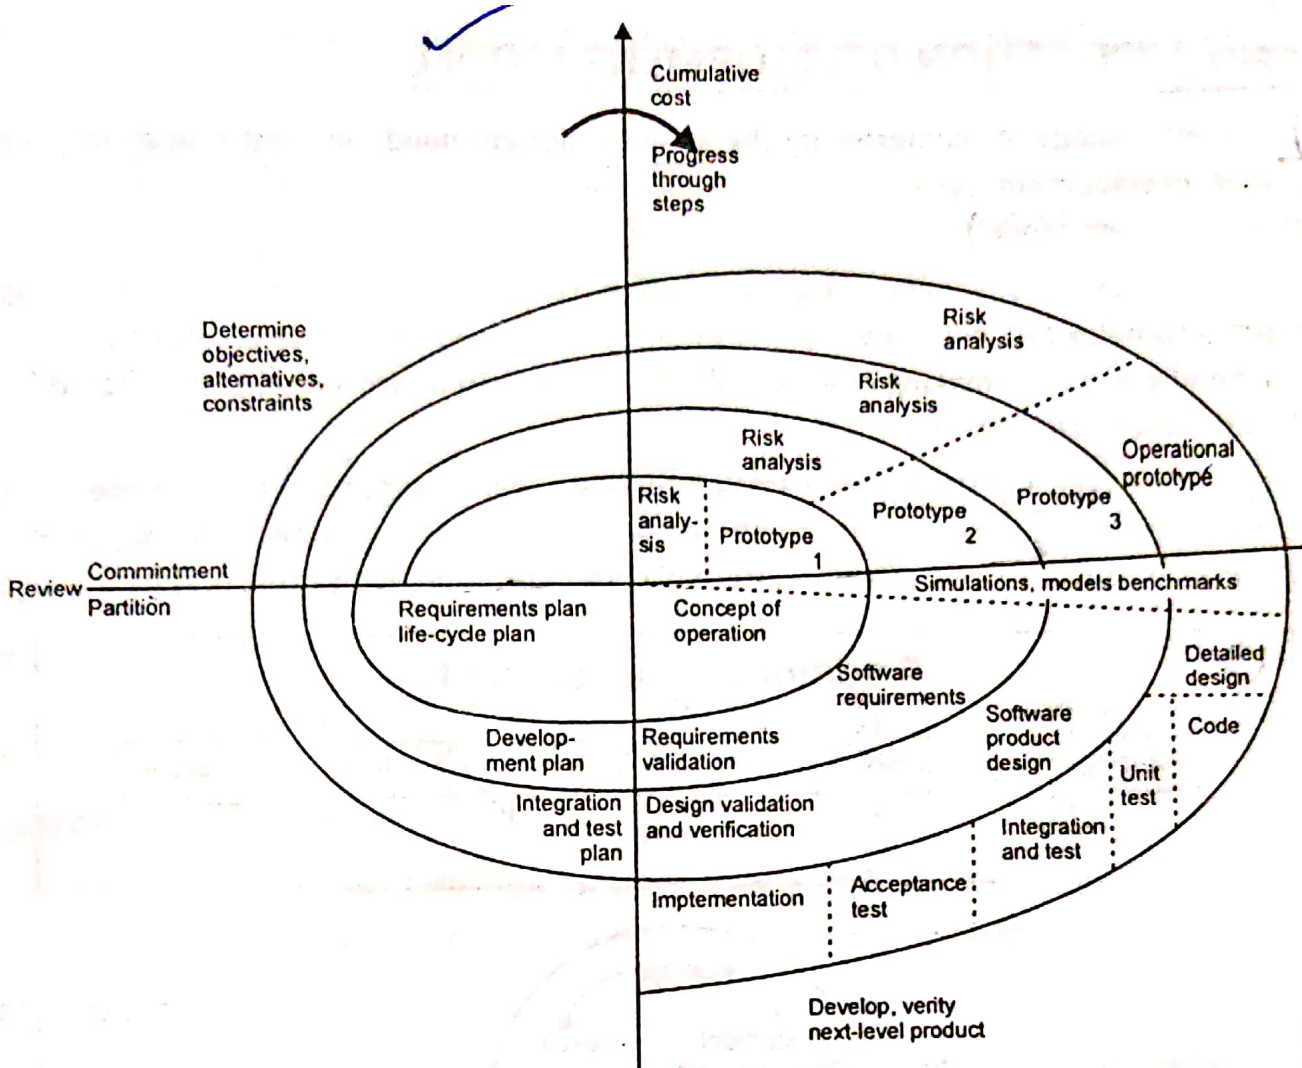 Cumulative
cost
Progress
through
steps
Determine
objectives,
alternatives,
constraints
Risk
analysis
Risk
analysis
Risk
analysis
Risk
analy-
sis
Operational
prototype
Prototype
3
Prototype
2
Prototype
1
Review
Commintment
Partition
Simulations, models benchmarks
Requirements plan
life-cycle plan
Concept of
operation
Software
requirements
Detailed
design
Software
product
design
Code
Develop-
ment plan
Requirements
validation
Unit
test
Integration
and test
plan
Design validation
and verification
Integration
and test
Imptementation
Acceptance
test
Develop, verity
next-level product